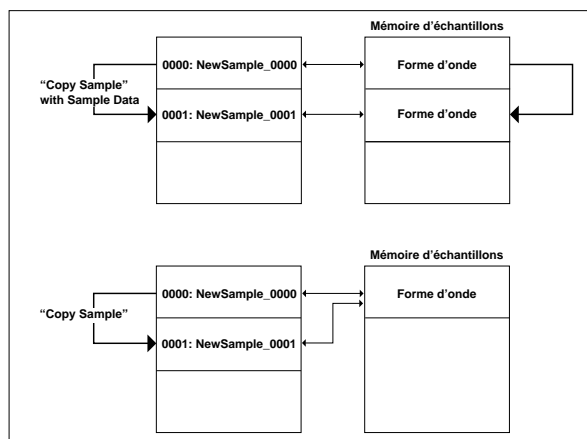 Mémoire d’échantillons
0000: NewSample_0000
Forme d’onde
“Copy Sample”
with Sample Data
0001: NewSample_0001
Forme d’onde
Mémoire d’échantillons
0000: NewSample_0000
Forme d’onde
“Copy Sample”
0001: NewSample_0001